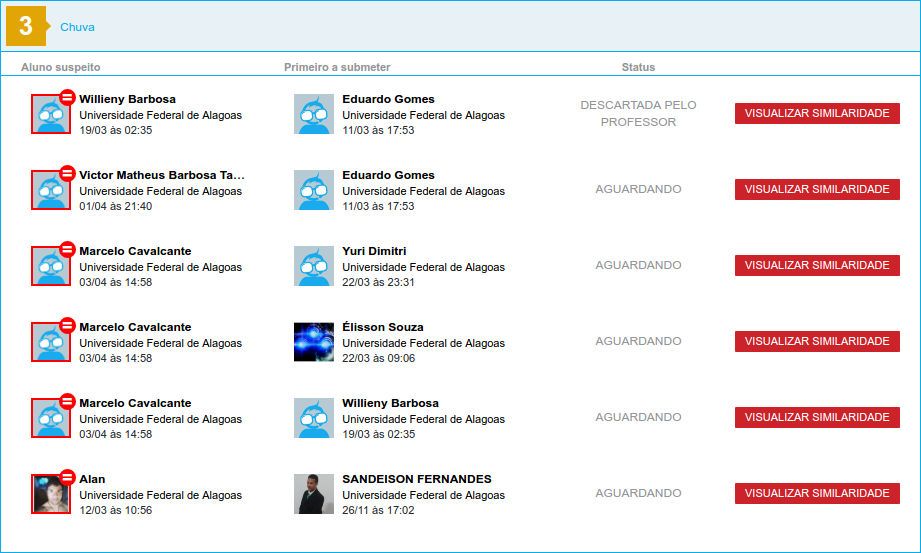 3
Chuva
Aluno suspeito Primeiro a submeter Status
Willieny Barbosa
Universidade Federal de Alagoas
19/03 às 02:35
Eduardo Gomes
Universidade Federal de Alagoas
11/03 às 17:53
DESCARTADA PELO
PROFESSOR
VISUALIZAR SIMILARIDADE
Victor Matheus Barbosa Ta...
Universidade Federal de Alagoas
01/04 às 21:40
Eduardo Gomes
Universidade Federal de Alagoas
11/03 às 17:53
AGUARDANDO
VISUALIZAR SIMILARIDADE
Marcelo Cavalcante
Universidade Federal de Alagoas
03/04 às 14:58
Yuri Dimitri
Universidade Federal de Alagoas
22/03 às 23:31
AGUARDANDO
VISUALIZAR SIMILARIDADE
Marcelo Cavalcante
Universidade Federal de Alagoas
03/04 às 14:58
Élisson Souza
Universidade Federal de Alagoas
22/03 às 09:06
AGUARDANDO
VISUALIZAR SIMILARIDADE
Marcelo Cavalcante
Universidade Federal de Alagoas
03/04 às 14:58
Willieny Barbosa
Universidade Federal de Alagoas
19/03 às 02:35
AGUARDANDO
VISUALIZAR SIMILARIDADE
Alan
Universidade Federal de Alagoas
12/03 às 10:56
SANDEISON FERNANDES
Universidade Federal de Alagoas
26/11 às 17:02
AGUARDANDO
VISUALIZAR SIMILARIDADE